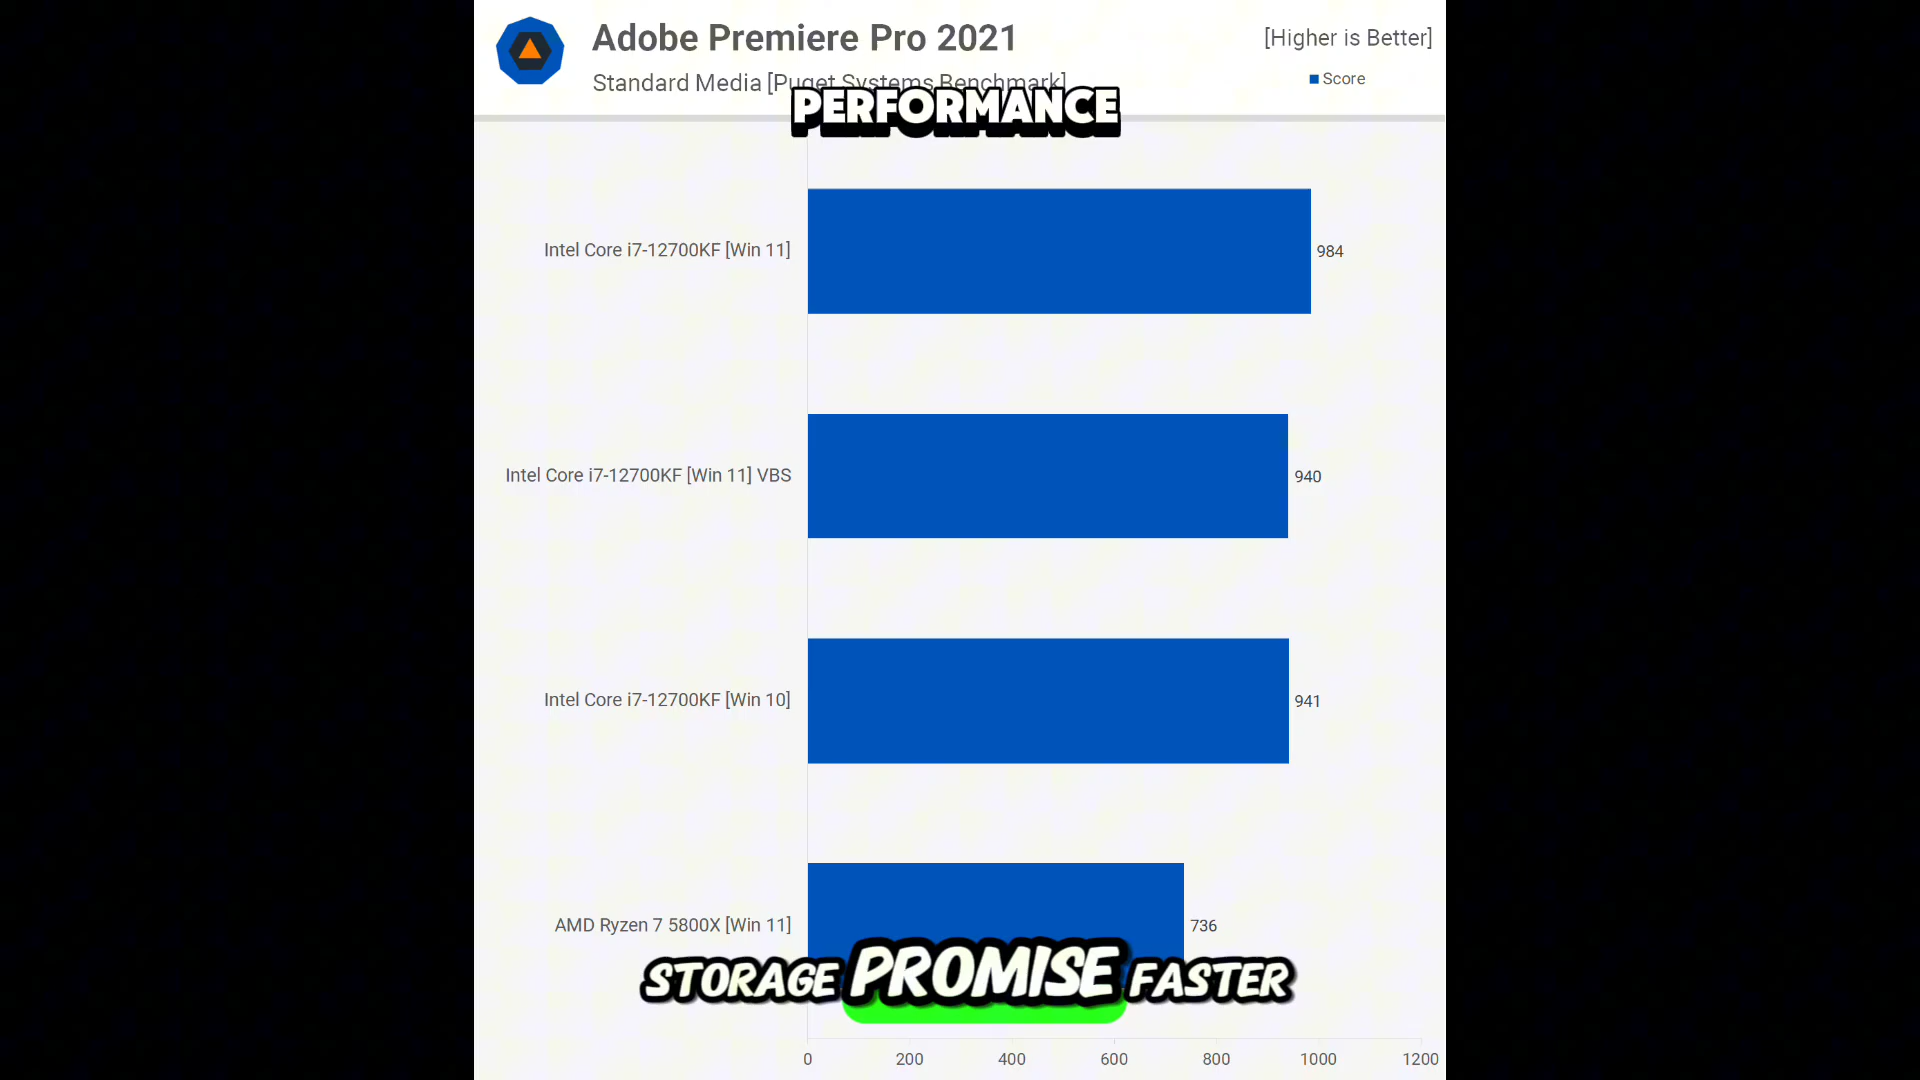 Adobe Premiere Pro 2021
[Higher is Better]
Standard Media [Puget Systems Benchmark]
Score
PERFORMANCE
Intel Core i7-12700KF [Win 11]
984
Intel Core i7-12700KF [Win 11] VBS
940
Intel Core i7-12700KF [Win 10]
941
AMD Ryzen 7 5800X [Win 11]
736
STORAGE PROMISE FASTER
0 200 400 600 800 1000 1200